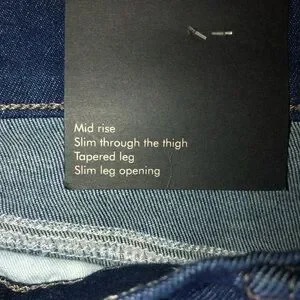 Mid rise
Slim through the thigh
Tapered leg
Slim leg opening